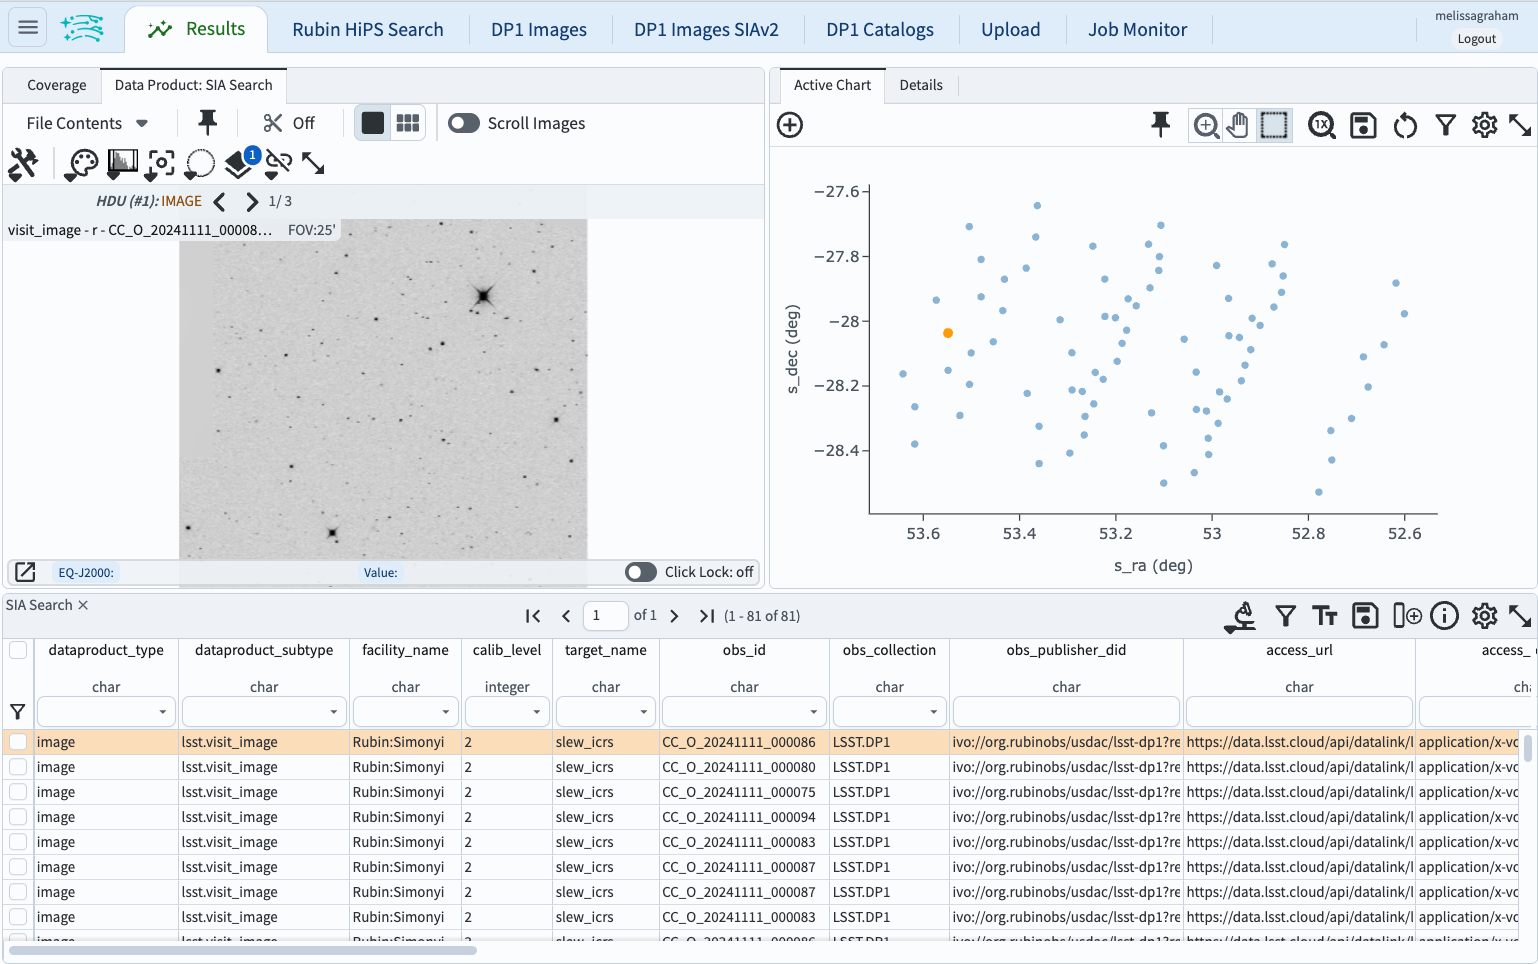 Results
Rubin HiPS Search
DP1 Images
DP1 Images SIAv2
DP1 Catalogs
Upload
Job Monitor
melissagraham
Logout
Coverage
Data Product: SIA Search
File Contents
Off
Scroll Images
1
HDU (#1): IMAGE
1/ 3
visit_image - r - CC_O_20241111_00008... FOV:25'
EQ-J2000:
Value:
Click Lock: off
Active Chart
Details
1X
−27.6
−27.8
−28
−28.2
−28.4
s_dec (deg)
53.6 53.4 53.2 53 52.8 52.6
s_ra (deg)
SIA Search
1 of 1 (1 - 81 of 81)
dataproduct_type dataproduct_subtype facility_name calib_level target_name obs_id obs_collection obs_publisher_did access_url access_
char char char integer char char char char char
image lsst.visit_image Rubin:Simonyi 2 slew_icrs CC_O_20241111_000086 LSST.DP1 ivo://org.rubinobs/usdac/lsst-dp1?re https://data.lsst.cloud/api/datalink/l application/x-vo
image lsst.visit_image Rubin:Simonyi 2 slew_icrs CC_O_20241111_000080 LSST.DP1 ivo://org.rubinobs/usdac/lsst-dp1?re https://data.lsst.cloud/api/datalink/l application/x-vo
image lsst.visit_image Rubin:Simonyi 2 slew_icrs CC_O_20241111_000075 LSST.DP1 ivo://org.rubinobs/usdac/lsst-dp1?re https://data.lsst.cloud/api/datalink/l application/x-vo
image lsst.visit_image Rubin:Simonyi 2 slew_icrs CC_O_20241111_000094 LSST.DP1 ivo://org.rubinobs/usdac/lsst-dp1?re https://data.lsst.cloud/api/datalink/l application/x-vo
image lsst.visit_image Rubin:Simonyi 2 slew_icrs CC_O_20241111_000083 LSST.DP1 ivo://org.rubinobs/usdac/lsst-dp1?re https://data.lsst.cloud/api/datalink/l application/x-vo
image lsst.visit_image Rubin:Simonyi 2 slew_icrs CC_O_20241111_000087 LSST.DP1 ivo://org.rubinobs/usdac/lsst-dp1?re https://data.lsst.cloud/api/datalink/l application/x-vo
image lsst.visit_image Rubin:Simonyi 2 slew_icrs CC_O_20241111_000087 LSST.DP1 ivo://org.rubinobs/usdac/lsst-dp1?re https://data.lsst.cloud/api/datalink/l application/x-vo
image lsst.visit_image Rubin:Simonyi 2 slew_icrs CC_O_20241111_000083 LSST.DP1 ivo://org.rubinobs/usdac/lsst-dp1?re https://data.lsst.cloud/api/datalink/l application/x-vo